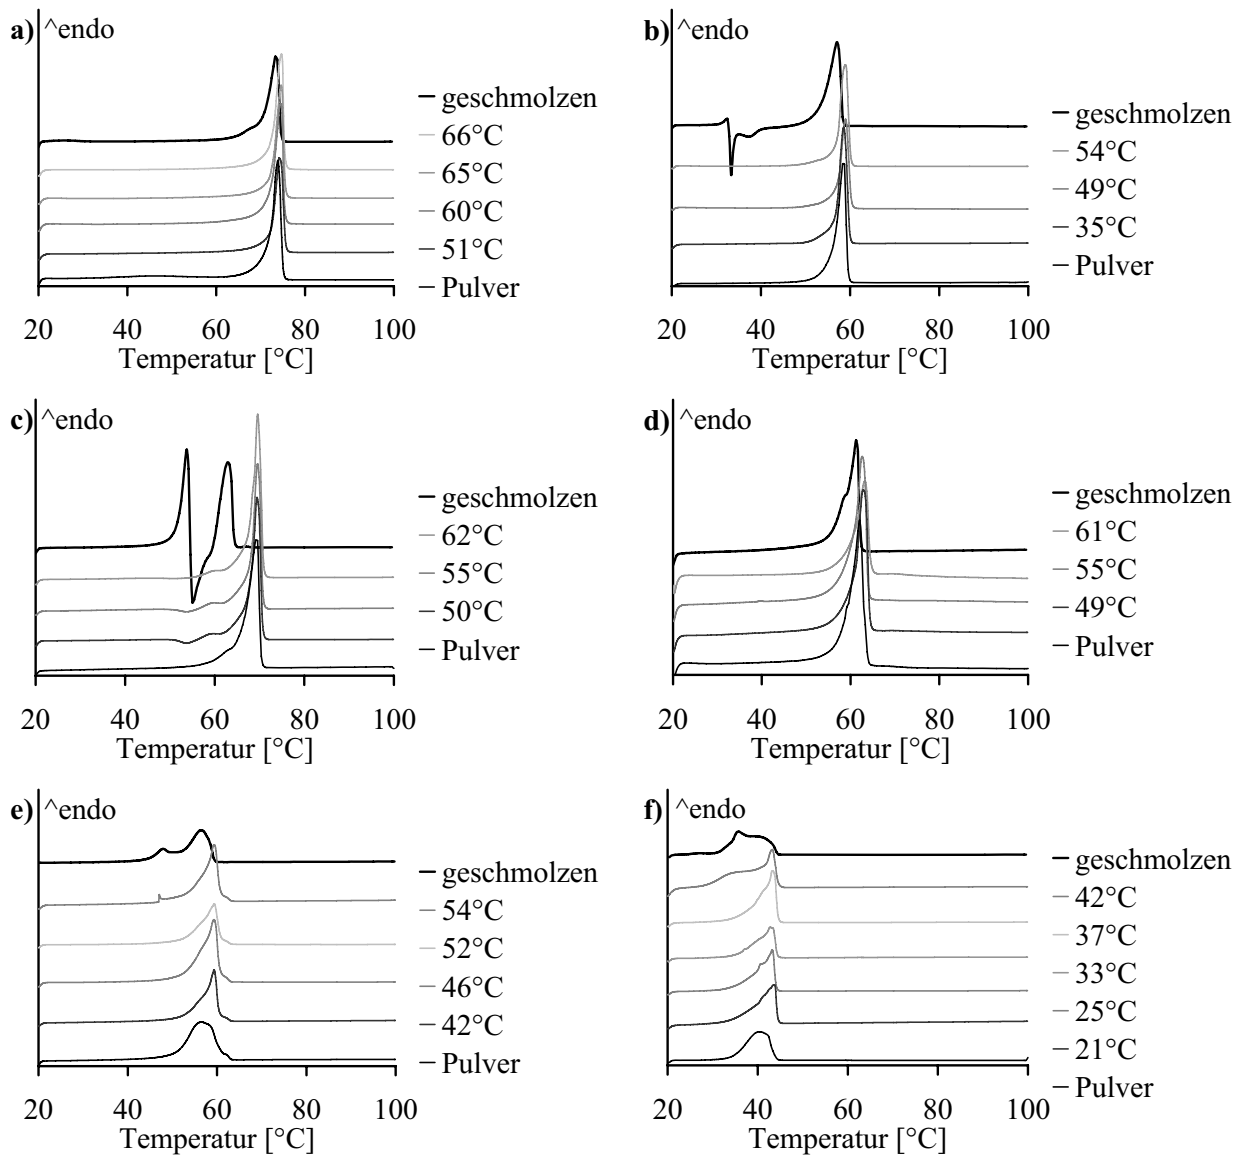 a) ^endo
geschmolzen
66°C
65°C
60°C
51°C
Pulver
20 40 60 80 100
Temperatur [°C]
b) ^endo
geschmolzen
54°C
49°C
35°C
Pulver
20 40 60 80 100
Temperatur [°C]
c) ^endo
geschmolzen
62°C
55°C
50°C
Pulver
20 40 60 80 100
Temperatur [°C]
d) ^endo
geschmolzen
61°C
55°C
49°C
Pulver
20 40 60 80 100
Temperatur [°C]
e) ^endo
geschmolzen
54°C
52°C
46°C
42°C
Pulver
20 40 60 80 100
Temperatur [°C]
f) ^endo
geschmolzen
42°C
37°C
33°C
25°C
21°C
Pulver
20 40 60 80 100
Temperatur [°C]